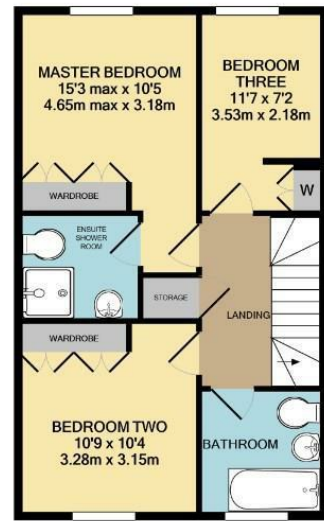 MASTER BEDROOM
15'3 max x 10'5
4.65m max x 3.18m
BEDROOM
THREE
11'7 x 7'2
3.53m x 2.18m
WARDROBE
W
ENSUITE
SHOWER
ROOM
STORAGE
LANDING
WARDROBE
BEDROOM TWO
10'9 x 10'4
3.28m x 3.15m
BATHROOM